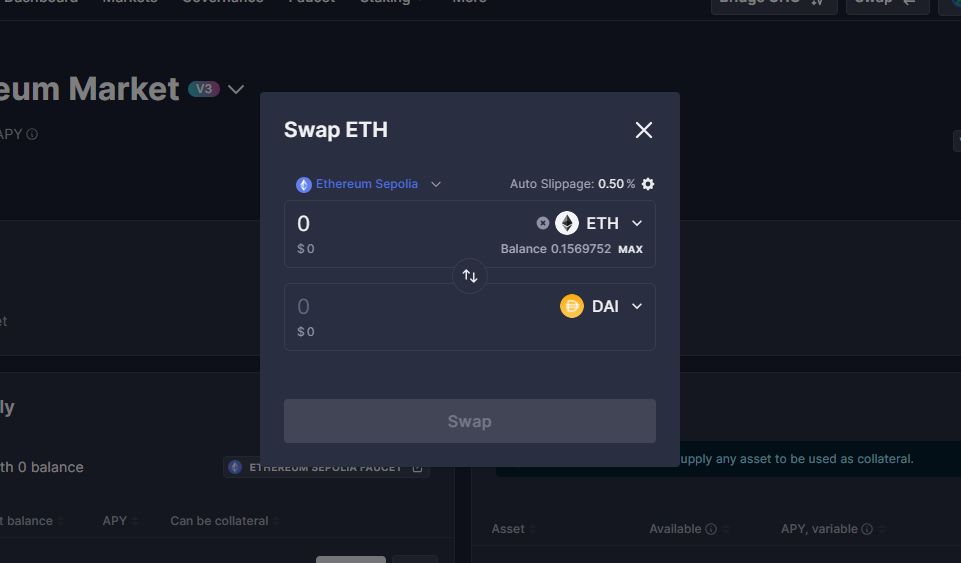 Dashboard Markets Governance Faucet Staking More
Bridge GHO Swap
eum Market V3
APY
Swap ETH
Ethereum Sepolia Auto Slippage: 0.50%
0 ETH
$0 Balance 0.1569752 MAX
0 DAI
$0
Swap
et
ly
th 0 balance
ETHEREUM SEPOLIA FAUCET
upply any asset to be used as collateral.
t balance APY Can be collateral
Asset Available APY, variable